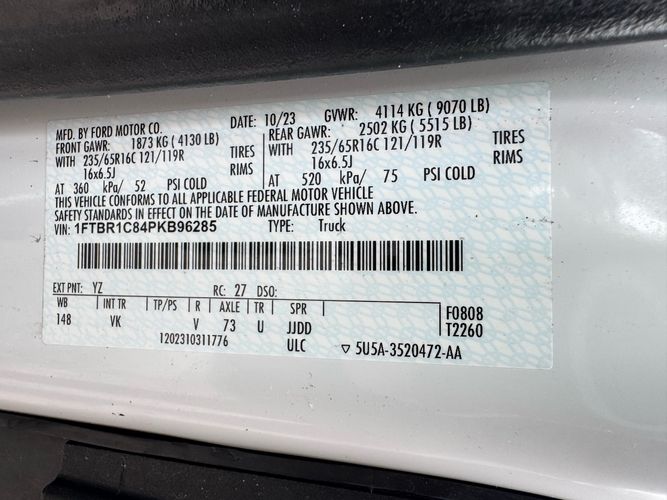 MFD. BY FORD MOTOR CO. DATE: 10/23 GVWR: 4114 KG ( 9070 LB)
FRONT GAWR: 1873 KG ( 4130 LB) REAR GAWR: 2502 KG ( 5515 LB)
WITH 235/65R16C 121/119R TIRES WITH 235/65R16C 121/119R TIRES
16x6.5J RIMS 16x6.5J RIMS
AT 360 kPa/ 52 PSI COLD AT 520 kPa/ 75 PSI COLD
THIS VEHICLE CONFORMS TO ALL APPLICABLE FEDERAL MOTOR VEHICLE
SAFETY STANDARDS IN EFFECT ON THE DATE OF MANUFACTURE SHOWN ABOVE.
VIN: 1FTBR1C84PKB96285 TYPE: Truck
EXT PNT: YZ RC: 27 DSO:
WB INT TR TP/PS R AXLE TR SPR F0808
148 VK V 73 U JJDD T2260
1202310311776 ULC ▽ 5U5A-3520472-AA